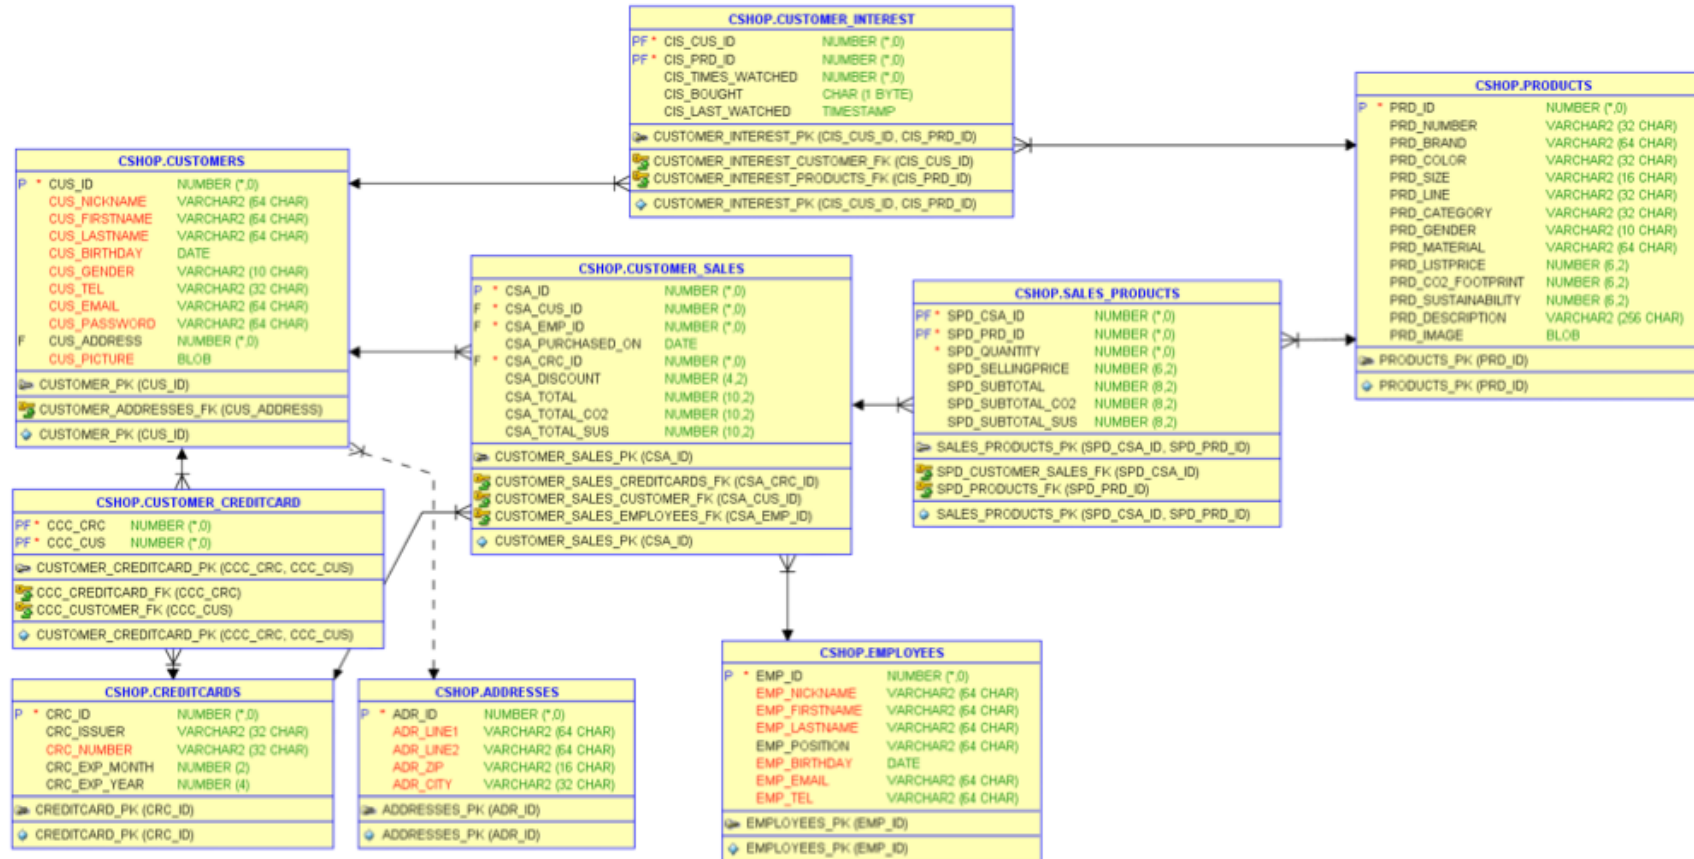 CSHOP.CUSTOMER_INTEREST
PF * CIS_CUS_ID NUMBER (*,0)
PF * CIS_PRD_ID NUMBER (*,0)
CIS_TIMES_WATCHED NUMBER (*,0)
CIS_BOUGHT CHAR (1 BYTE)
CIS_LAST_WATCHED TIMESTAMP
CUSTOMER_INTEREST_PK (CIS_CUS_ID, CIS_PRD_ID)
CUSTOMER_INTEREST_CUSTOMER_FK (CIS_CUS_ID)
CUSTOMER_INTEREST_PRODUCTS_FK (CIS_PRD_ID)
CUSTOMER_INTEREST_PK (CIS_CUS_ID, CIS_PRD_ID)
CSHOP.PRODUCTS
P * PRD_ID NUMBER (*,0)
PRD_NUMBER VARCHAR2 (32 CHAR)
PRD_BRAND VARCHAR2 (64 CHAR)
PRD_COLOR VARCHAR2 (32 CHAR)
PRD_SIZE VARCHAR2 (16 CHAR)
PRD_LINE VARCHAR2 (32 CHAR)
PRD_CATEGORY VARCHAR2 (32 CHAR)
PRD_GENDER VARCHAR2 (10 CHAR)
PRD_MATERIAL VARCHAR2 (64 CHAR)
PRD_LISTPRICE NUMBER (6,2)
PRD_CO2_FOOTPRINT NUMBER (6,2)
PRD_SUSTAINABILITY NUMBER (6,2)
PRD_DESCRIPTION VARCHAR2 (256 CHAR)
PRD_IMAGE BLOB
PRODUCTS_PK (PRD_ID)
PRODUCTS_PK (PRD_ID)
CSHOP.CUSTOMERS
P * CUS_ID NUMBER (*,0)
CUS_NICKNAME VARCHAR2 (64 CHAR)
CUS_FIRSTNAME VARCHAR2 (64 CHAR)
CUS_LASTNAME VARCHAR2 (64 CHAR)
CUS_BIRTHDAY DATE
CUS_GENDER VARCHAR2 (10 CHAR)
CUS_TEL VARCHAR2 (32 CHAR)
CUS_EMAIL VARCHAR2 (64 CHAR)
CUS_PASSWORD VARCHAR2 (64 CHAR)
F CUS_ADDRESS NUMBER (*,0)
CUS_PICTURE BLOB
CUSTOMER_PK (CUS_ID)
CUSTOMER_ADDRESSES_FK (CUS_ADDRESS)
CUSTOMER_PK (CUS_ID)
CSHOP.CUSTOMER_SALES
P * CSA_ID NUMBER (*,0)
F * CSA_CUS_ID NUMBER (*,0)
F * CSA_EMP_ID NUMBER (*,0)
CSA_PURCHASED_ON DATE
F * CSA_CRC_ID NUMBER (*,0)
CSA_DISCOUNT NUMBER (4,2)
CSA_TOTAL NUMBER (10,2)
CSA_TOTAL_CO2 NUMBER (10,2)
CSA_TOTAL_SUS NUMBER (10,2)
CUSTOMER_SALES_PK (CSA_ID)
CUSTOMER_SALES_CREDITCARDS_FK (CSA_CRC_ID)
CUSTOMER_SALES_CUSTOMER_FK (CSA_CUS_ID)
CUSTOMER_SALES_EMPLOYEES_FK (CSA_EMP_ID)
CUSTOMER_SALES_PK (CSA_ID)
CSHOP.SALES_PRODUCTS
PF * SPD_CSA_ID NUMBER (*,0)
PF * SPD_PRD_ID NUMBER (*,0)
* SPD_QUANTITY NUMBER (*,0)
SPD_SELLINGPRICE NUMBER (6,2)
SPD_SUBTOTAL NUMBER (8,2)
SPD_SUBTOTAL_CO2 NUMBER (8,2)
SPD_SUBTOTAL_SUS NUMBER (8,2)
SALES_PRODUCTS_PK (SPD_CSA_ID, SPD_PRD_ID)
SPD_CUSTOMER_SALES_FK (SPD_CSA_ID)
SPD_PRODUCTS_FK (SPD_PRD_ID)
SALES_PRODUCTS_PK (SPD_CSA_ID, SPD_PRD_ID)
CSHOP.CUSTOMER_CREDITCARD
PF * CCC_CRC NUMBER (*,0)
PF * CCC_CUS NUMBER (*,0)
CUSTOMER_CREDITCARD_PK (CCC_CRC, CCC_CUS)
CCC_CREDITCARD_FK (CCC_CRC)
CCC_CUSTOMER_FK (CCC_CUS)
CUSTOMER_CREDITCARD_PK (CCC_CRC, CCC_CUS)
CSHOP.CREDITCARDS
P * CRC_ID NUMBER (*,0)
CRC_ISSUER VARCHAR2 (32 CHAR)
CRC_NUMBER VARCHAR2 (32 CHAR)
CRC_EXP_MONTH NUMBER (2)
CRC_EXP_YEAR NUMBER (4)
CREDITCARD_PK (CRC_ID)
CREDITCARD_PK (CRC_ID)
CSHOP.ADDRESSES
P * ADR_ID NUMBER (*,0)
ADR_LINE1 VARCHAR2 (64 CHAR)
ADR_LINE2 VARCHAR2 (64 CHAR)
ADR_ZIP VARCHAR2 (16 CHAR)
ADR_CITY VARCHAR2 (32 CHAR)
ADDRESSES_PK (ADR_ID)
ADDRESSES_PK (ADR_ID)
CSHOP.EMPLOYEES
P * EMP_ID NUMBER (*,0)
EMP_NICKNAME VARCHAR2 (64 CHAR)
EMP_FIRSTNAME VARCHAR2 (64 CHAR)
EMP_LASTNAME VARCHAR2 (64 CHAR)
EMP_POSITION VARCHAR2 (64 CHAR)
EMP_BIRTHDAY DATE
EMP_EMAIL VARCHAR2 (64 CHAR)
EMP_TEL VARCHAR2 (64 CHAR)
EMPLOYEES_PK (EMP_ID)
EMPLOYEES_PK (EMP_ID)